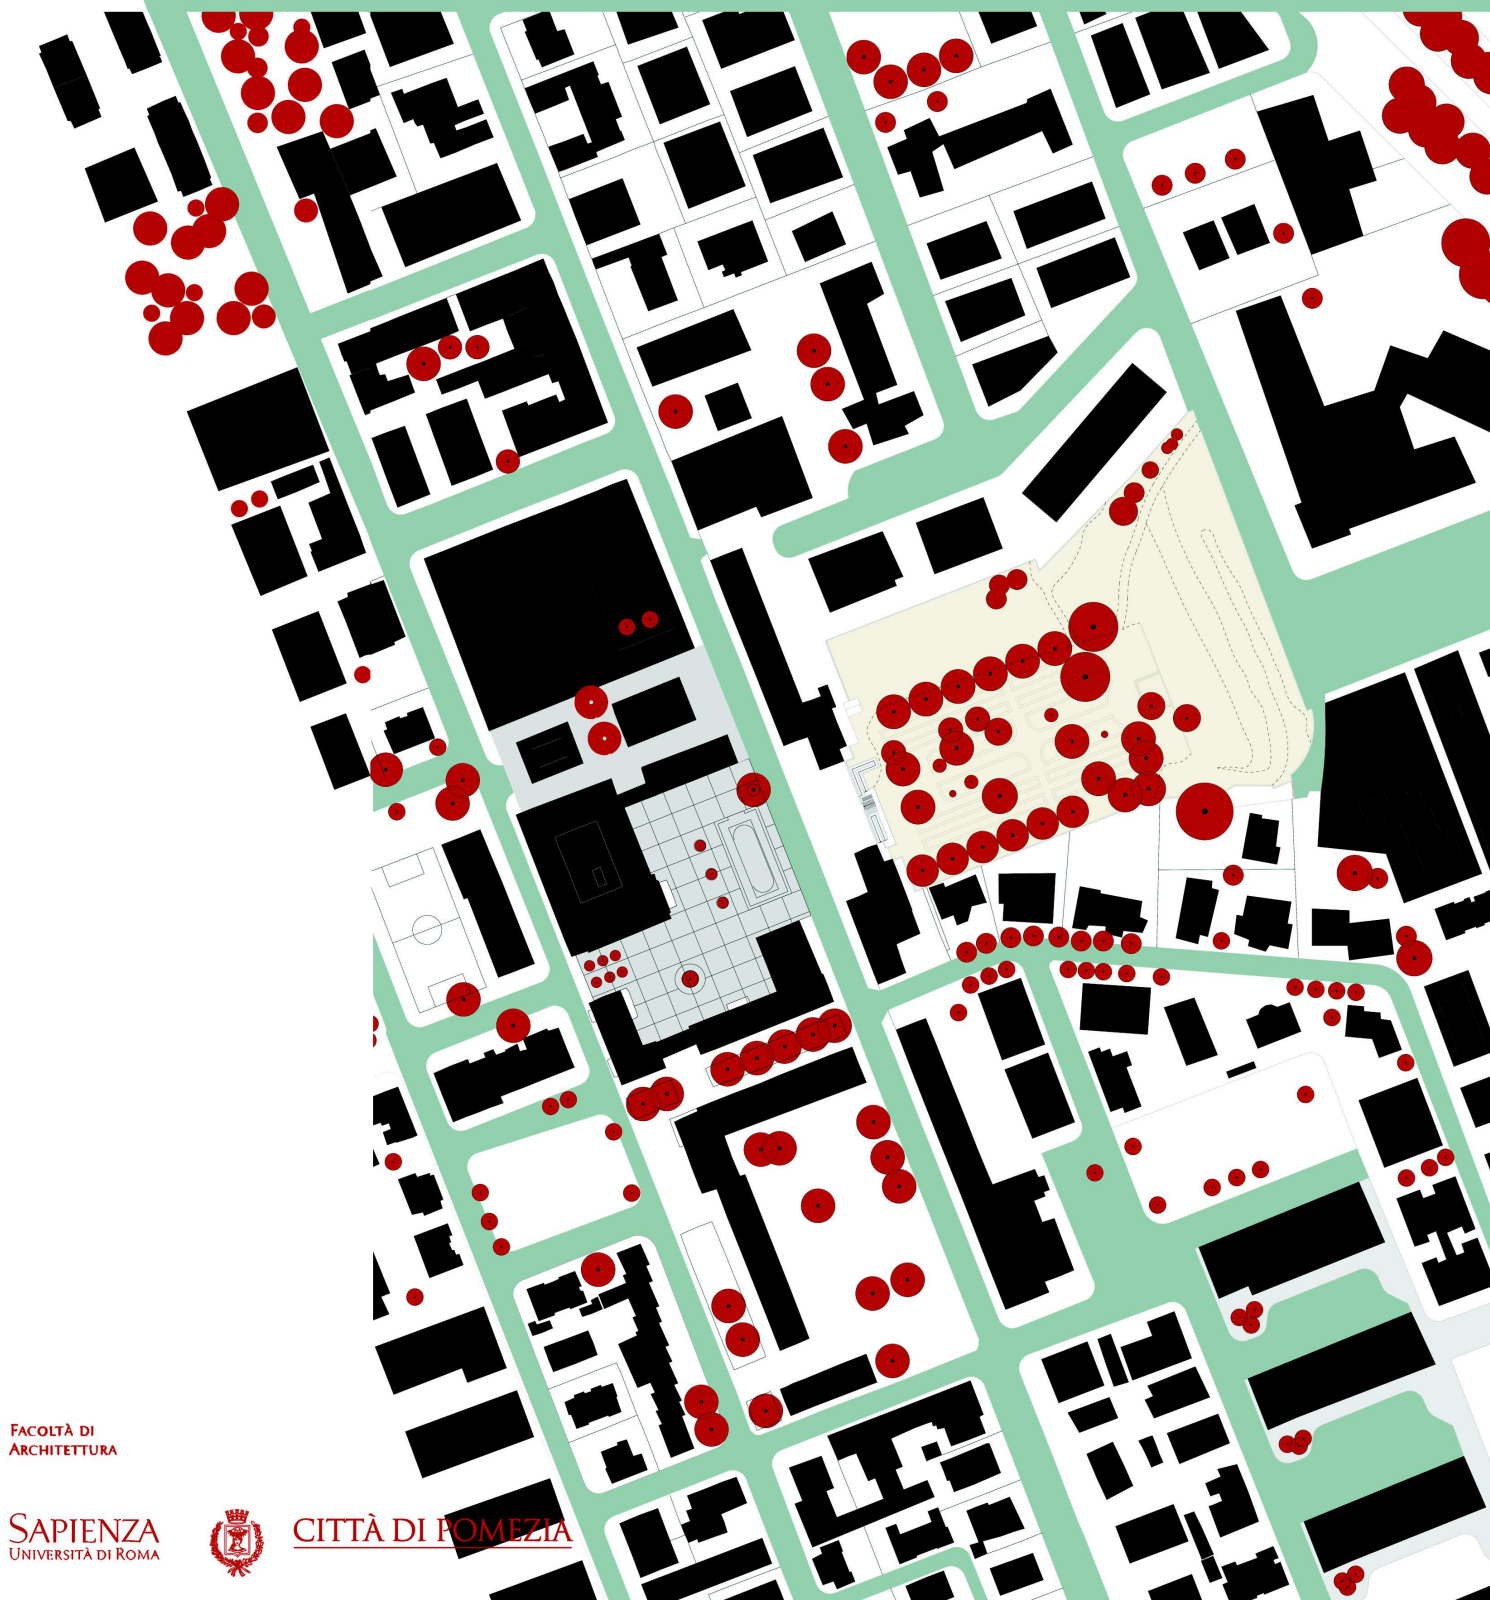 FACOLTÀ DI
ARCHITETTURA
SAPIENZA
UNIVERSITÀ DI ROMA
CITTÀ DI POMEZIA